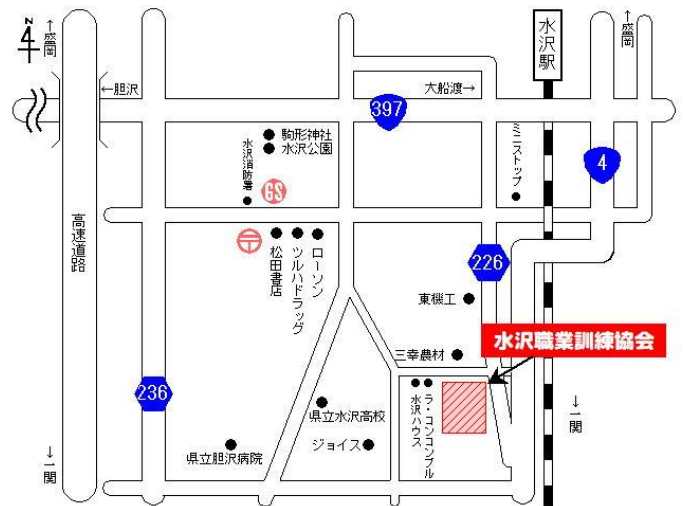 N
↑盛岡
水沢駅
↑盛岡
←胆沢
大船渡→
397
4
駒形神社
水沢公園
水沢消防署
GS
ミニストップ
高速道路
〒
松田書店
ツルハドラッグ
ローソン
226
東機工
水沢職業訓練協会
三幸農材
236
県立水沢高校
水沢ハウス
ラ・コンコンブル
県立胆沢病院
ジョイス
↓一関
↓一関